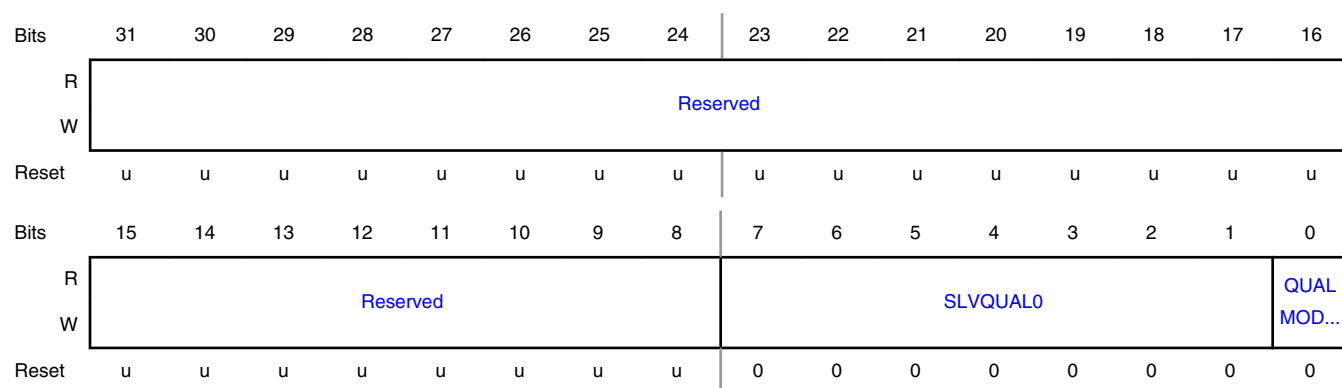 Bits 31 30 29 28 27 26 25 24 23 22 21 20 19 18 17 16
R
Reserved
W
Reset u u u u u u u u u u u u u u u u
Bits 15 14 13 12 11 10 9 8 7 6 5 4 3 2 1 0
R Reserved SLVQUAL0 QUAL
W MOD...
Reset u u u u u u u u 0 0 0 0 0 0 0 0